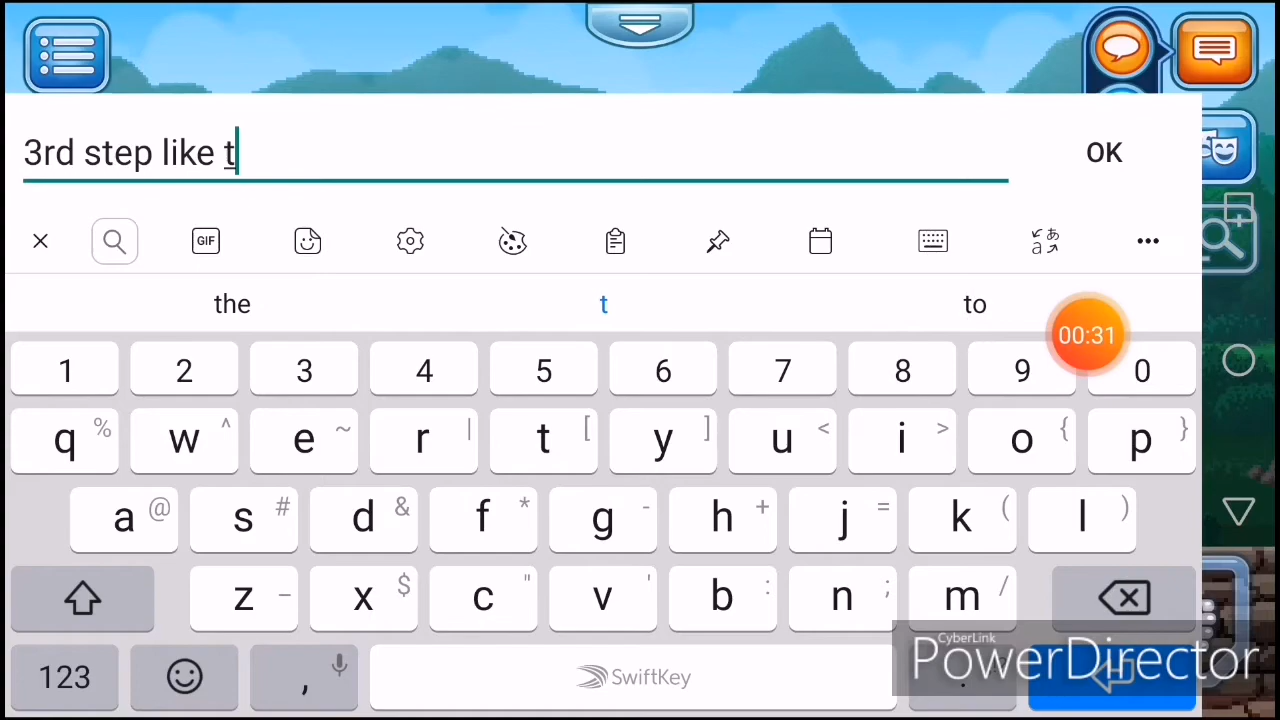 3rd step like t
OK
GIF
あ
a
the t to
00:31
1 2 3 4 5 6 7 8 9 0
q % w ^ e ~ r | t [ y ] u < i > o { p }
a @ s # d & f * g - h + j = k ( l )
z _ x $ c " v ' b : n ; m /
123 , SwiftKey .
CyberLink
PowerDirector